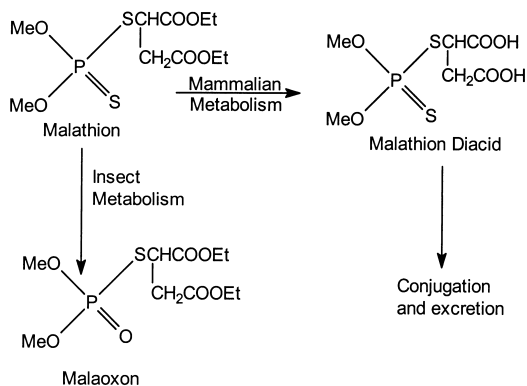 MeO
MeO
P
S
SCHCOOEt
CH2COOEt
Malathion
Mammalian
Metabolism
MeO
MeO
P
S
SCHCOOH
CH2COOH
Malathion Diacid
Insect
Metabolism
MeO
MeO
P
O
SCHCOOEt
CH2COOEt
Malaoxon
Conjugation
and excretion